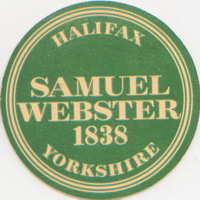 HALIFAX
SAMUEL
WEBSTER
1838
YORKSHIRE